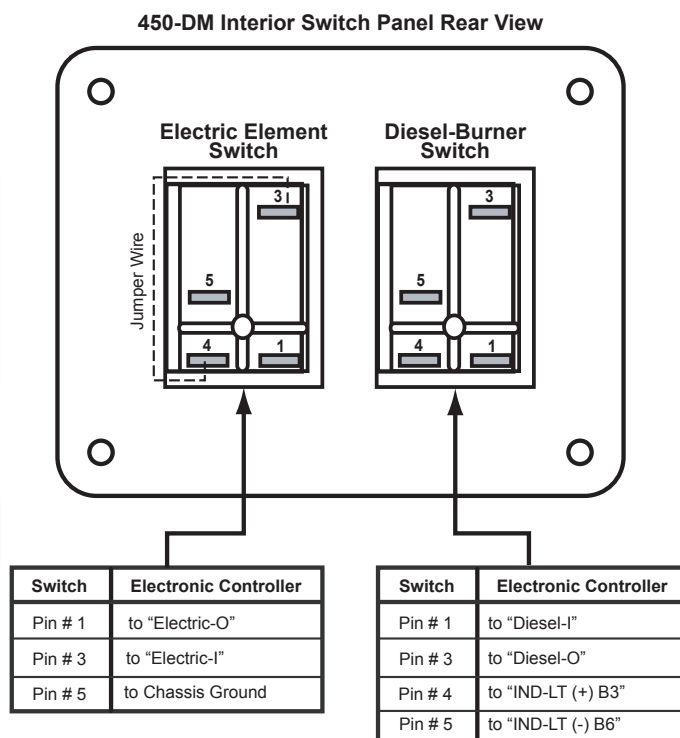 450-DM Interior Switch Panel Rear View
Electric Element
Switch
Diesel-Burner
Switch
Jumper Wire
3
5
4
1
3
5
4
1
Switch Electronic Controller
Pin # 1 to “Electric-O”
Pin # 3 to “Electric-I”
Pin # 5 to Chassis Ground
Switch Electronic Controller
Pin # 1 to “Diesel-I”
Pin # 3 to “Diesel-O”
Pin # 4 to “IND-LT (+) B3”
Pin # 5 to “IND-LT (-) B6”